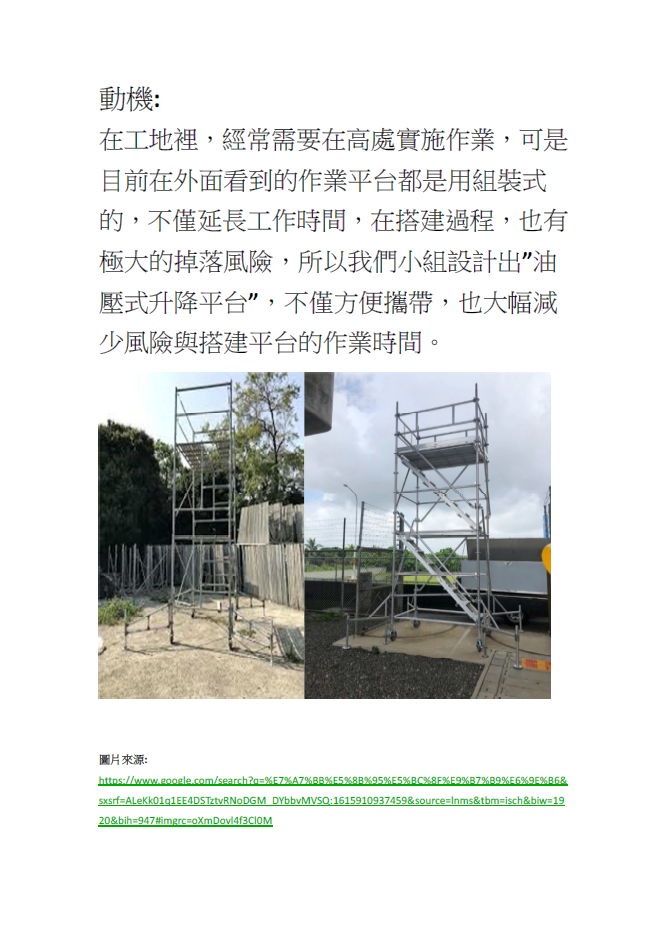 動機:
在工地裡，經常需要在高處實施作業，可是
目前在外面看到的作業平台都是用組裝式
的，不僅延長工作時間，在搭建過程，也有
極大的掉落風險，所以我們小組設計出”油
壓式升降平台”，不僅方便攜帶，也大幅減
少風險與搭建平台的作業時間。
圖片來源:
https://www.google.com/search?q=%E7%A7%BB%E5%8B%95%E5%BC%8F%E9%B7%B9%E6%9E%B6&
sxsrf=ALeKk01q1EE4DSTztvRNoDGM_DYbbvMVSQ:1615910937459&source=lnms&tbm=isch&biw=19
20&bih=947#imgrc=oXmDovl4f3Cl0M